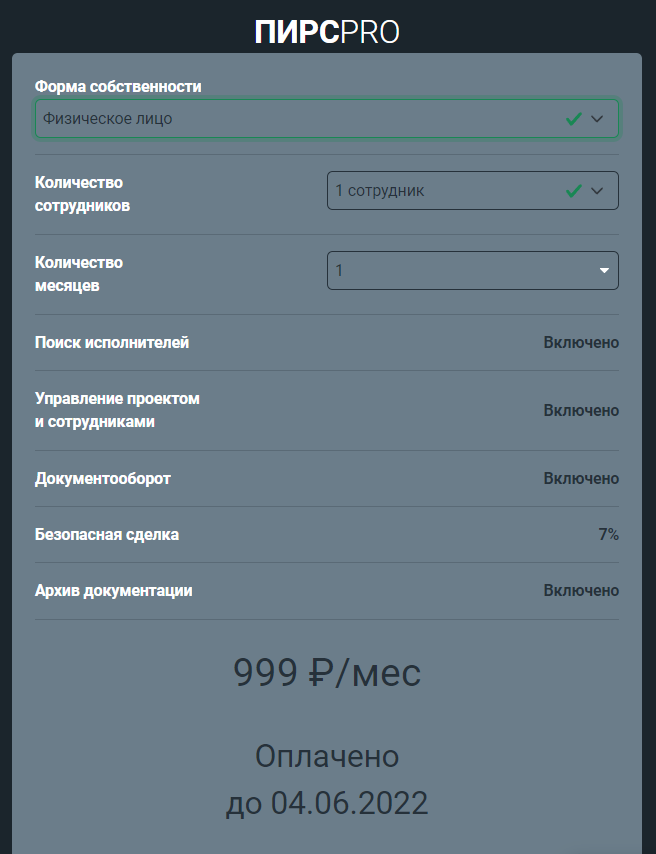 ПИРСPRO
Форма собственности
Физическое лицо
Количество
сотрудников
1 сотрудник
Количество
месяцев
1
Поиск исполнителей
Включено
Управление проектом
и сотрудниками
Включено
Документооборот
Включено
Безопасная сделка
7%
Архив документации
Включено
999 ₽/мес
Оплачено
до 04.06.2022